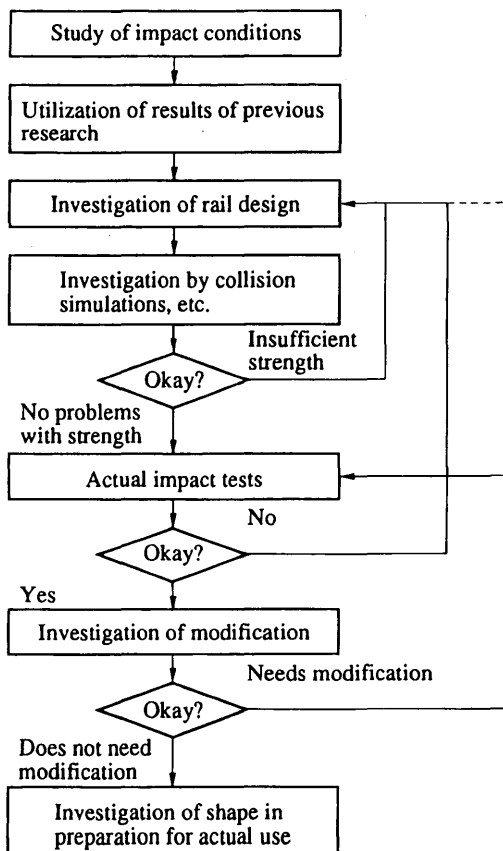 Study of impact conditions
Utilization of results of previous
research
Investigation of rail design
Investigation by collision
simulations, etc.
Insufficient
strength
Okay?
No problems
with strength
Actual impact tests
No
Okay?
Yes
Investigation of modification
Needs modification
Okay?
Does not need
modification
Investigation of shape in
preparation for actual use